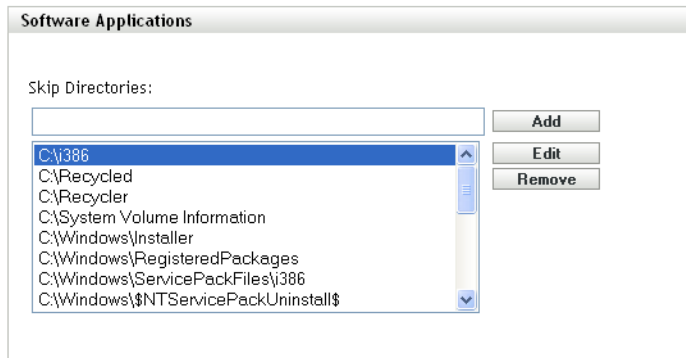 Software Applications
Skip Directories:
Add
C:\i386
Edit
C:\Recycled
Remove
C:\Recycler
C:\System Volume Information
C:\Windows\Installer
C:\Windows\RegisteredPackages
C:\Windows\ServicePackFiles\i386
C:\Windows\$NTServicePackUninstall$